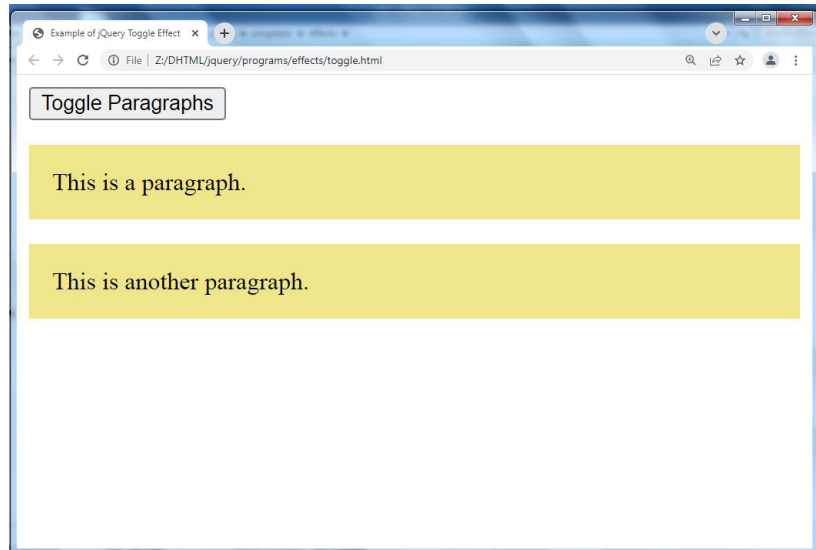 Example of jQuery Toggle Effect
File | Z:/DHTML/jquery/programs/effects/toggle.html
Toggle Paragraphs
This is a paragraph.
This is another paragraph.